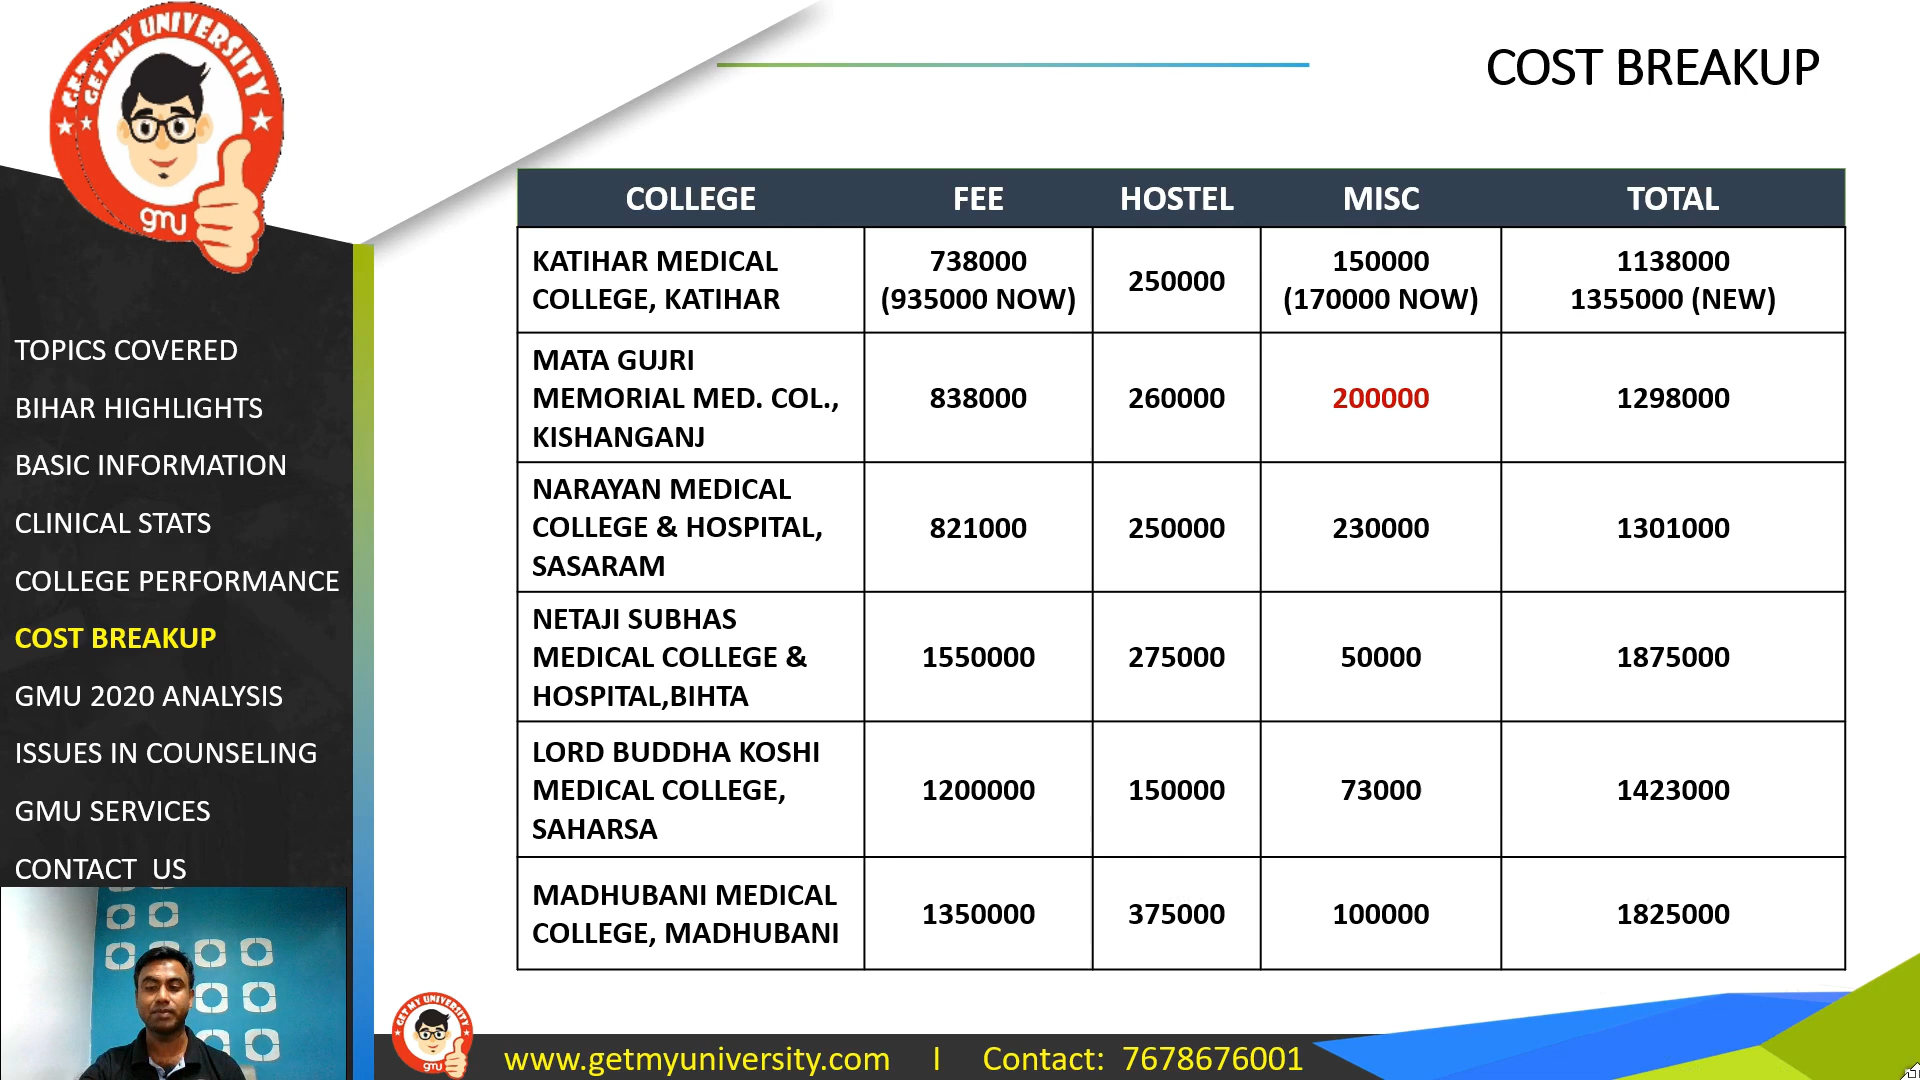 GET MY UNIVERSITY
gmu
COST BREAKUP
TOPICS COVERED
BIHAR HIGHLIGHTS
BASIC INFORMATION
CLINICAL STATS
COLLEGE PERFORMANCE
COST BREAKUP
GMU 2020 ANALYSIS
ISSUES IN COUNSELING
GMU SERVICES
CONTACT US
COLLEGE FEE HOSTEL MISC TOTAL
KATIHAR MEDICAL
COLLEGE, KATIHAR
738000
(935000 NOW)
250000
150000
(170000 NOW)
1138000
1355000 (NEW)
MATA GUJRI
MEMORIAL MED. COL.,
KISHANGANJ
838000
260000
200000
1298000
NARAYAN MEDICAL
COLLEGE & HOSPITAL,
SASARAM
821000
250000
230000
1301000
NETAJI SUBHAS
MEDICAL COLLEGE &
HOSPITAL,BIHTA
1550000
275000
50000
1875000
LORD BUDDHA KOSHI
MEDICAL COLLEGE,
SAHARSA
1200000
150000
73000
1423000
MADHUBANI MEDICAL
COLLEGE, MADHUBANI
1350000
375000
100000
1825000
GET MY UNIVERSITY
gmu
www.getmyuniversity.com I Contact: 7678676001